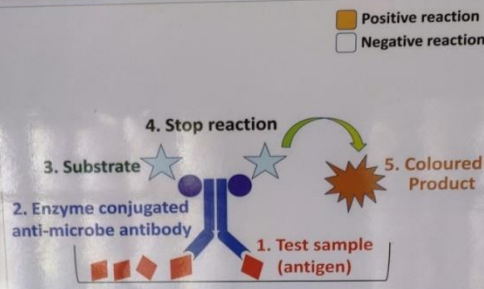 Positive reaction
Negative reaction
4. Stop reaction
3. Substrate
5. Coloured
Product
2. Enzyme conjugated
anti-microbe antibody
1. Test sample
(antigen)